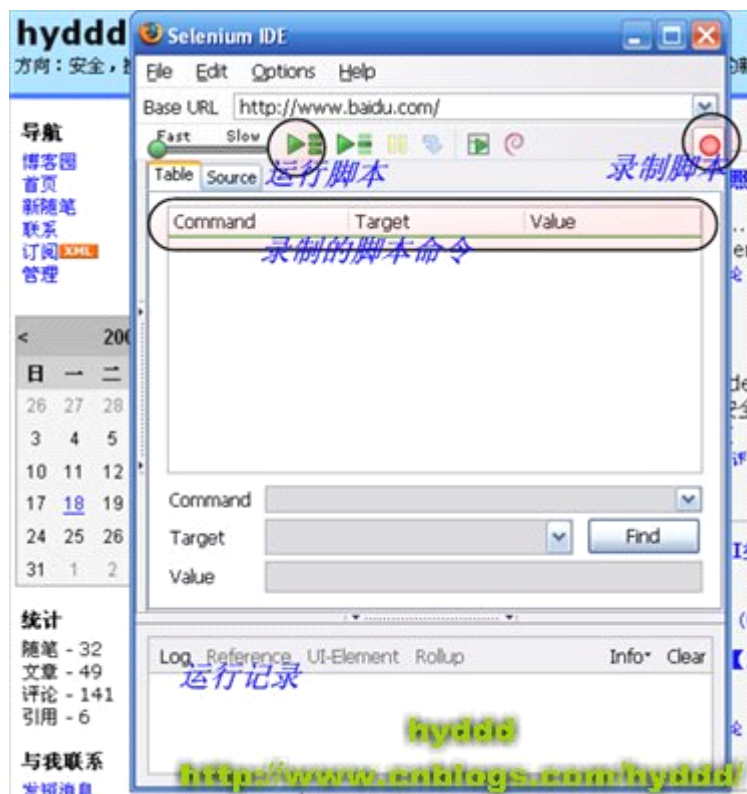 hyddd
方向：安全，
Selenium IDE
File Edit Options Help
Base URL http://www.baidu.com/
Fast Slow
运行脚本
录制脚本
Table Source
Command Target Value
录制的脚本命令
导航
博客园
首页
新随笔
联系
订阅 XML
管理
< 200
日 一 二
26 27 28
3 4 5
10 11 12
17 18 19
24 25 26
31 1 2
Command
Target Find
Value
统计
随笔 - 32
文章 - 49
评论 - 141
引用 - 6
与我联系
发短消息
Log Reference UI-Element Rollup Info Clear
运行记录
hyddd
http://www.cnblogs.com/hyddd/